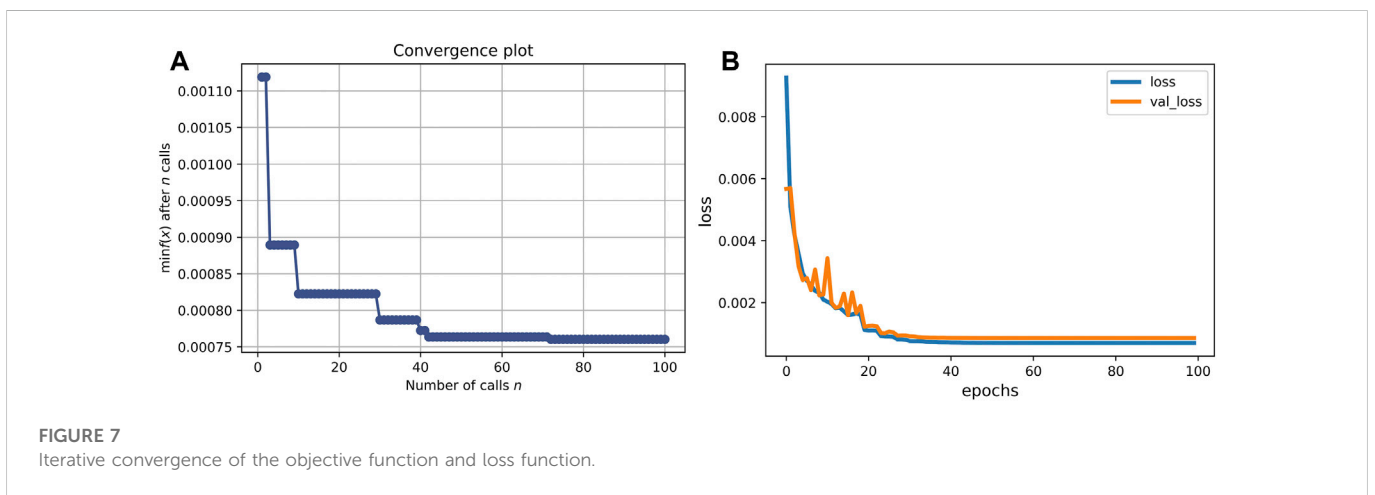 A
Convergence plot
minf(x) after n calls
0.00110
0.00105
0.00100
0.00095
0.00090
0.00085
0.00080
0.00075
0 20 40 60 80 100
Number of calls n
B
loss
val_loss
loss
0.008
0.006
0.004
0.002
0 20 40 60 80 100
epochs
FIGURE 7
Iterative convergence of the objective function and loss function.